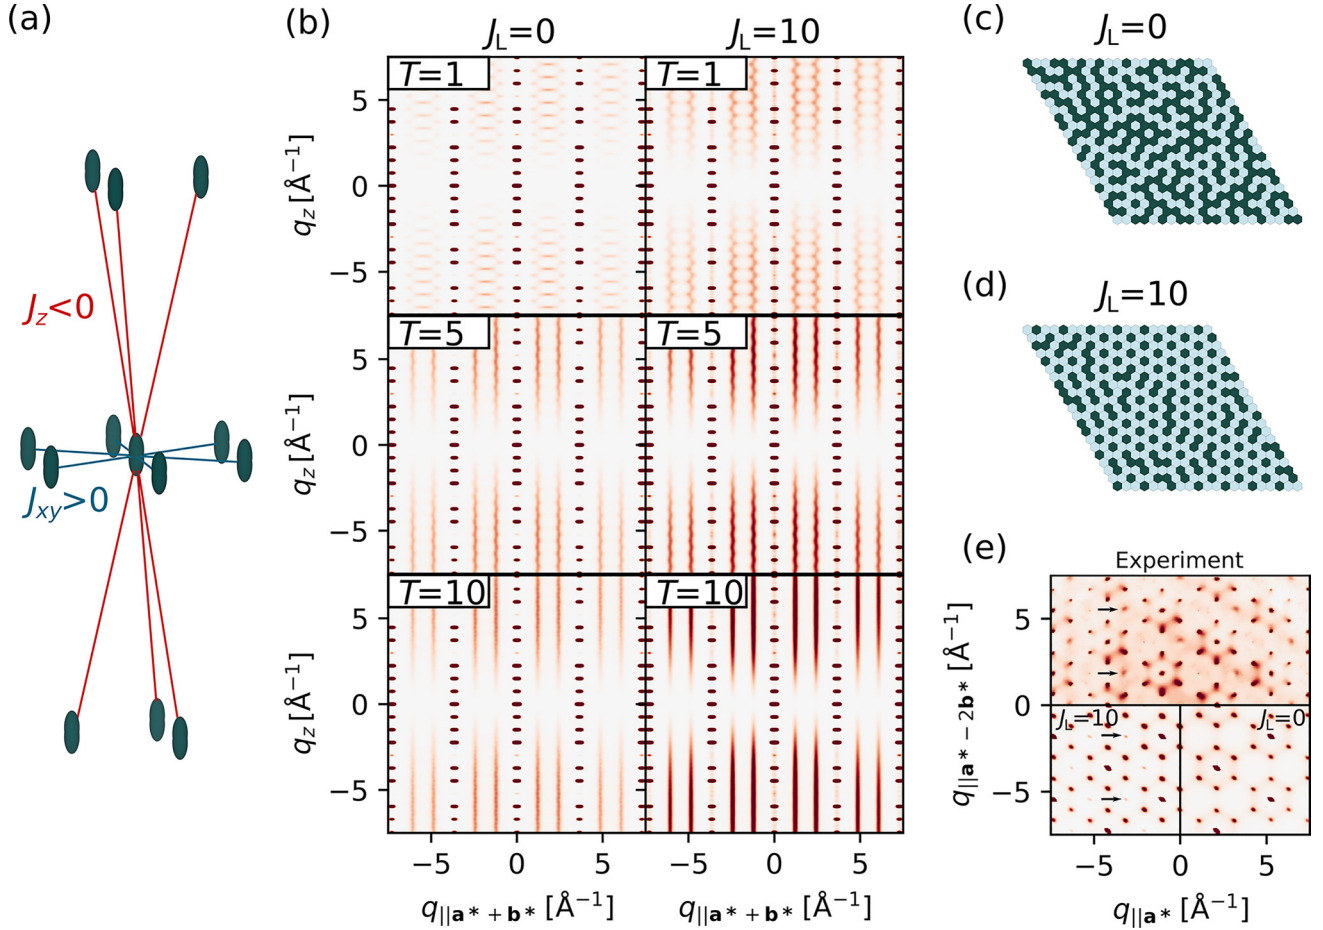 (a)
J_z<0
J_xy>0
(b)
J_L=0
J_L=10
T=1
T=1
T=5
T=5
T=10
T=10
q_z [Å⁻¹]
5
0
−5
q_z [Å⁻¹]
5
0
−5
q_z [Å⁻¹]
5
0
−5
−5 0 5
−5 0 5
q_||a*+b* [Å⁻¹]
q_||a*+b* [Å⁻¹]
(c)
J_L=0
(d)
J_L=10
(e)
Experiment
q_||a*−2b* [Å⁻¹]
5
0
−5
J_L=10
J_L=0
−5 0 5
q_||a* [Å⁻¹]